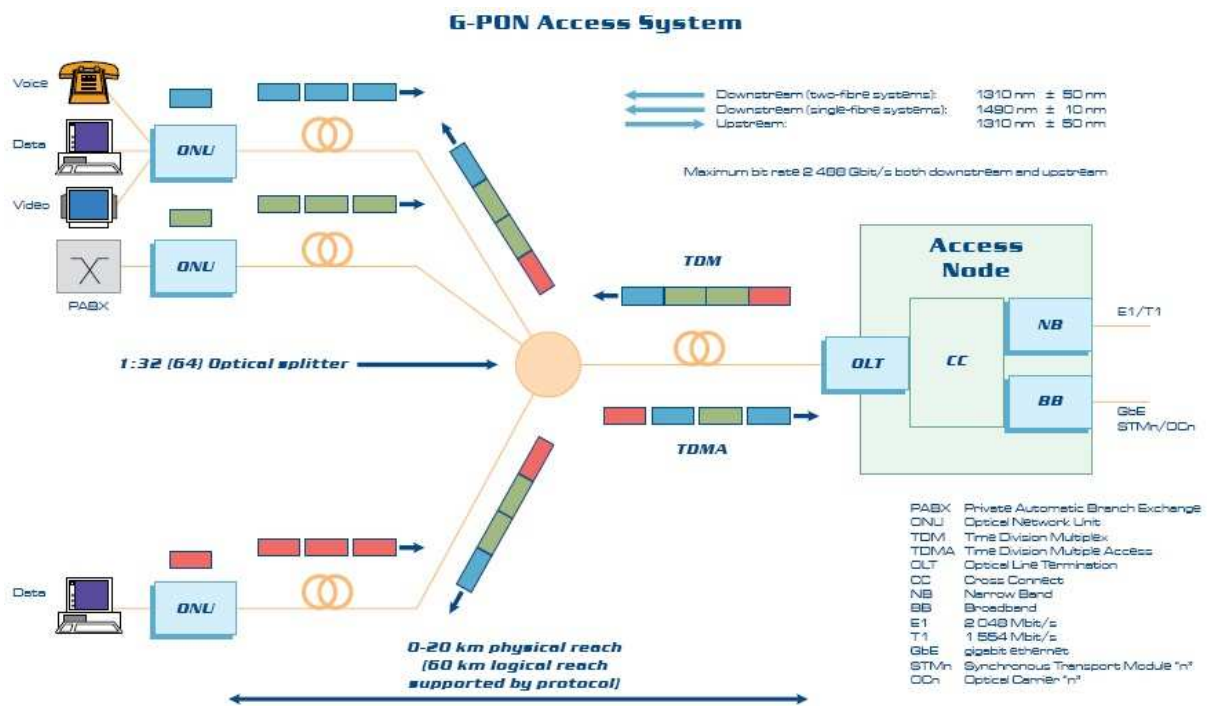 G-PON Access System
Voice
Data
Video
PABX
ONU
ONU
Downstream (two-fibre systems): 1310 nm ± 50 nm
Downstream (single-fibre systems): 1490 nm ± 10 nm
Upstream: 1310 nm ± 50 nm
Maximum bit rate 2 488 Gbit/s both downstream and upstream
TDM
Access
Node
1:32 (64) Optical splitter
OLT
CC
NB
BB
E1/T1
GbE
STMn/OCn
TDMA
Data
ONU
0-20 km physical reach
(60 km logical reach
supported by protocol)
PABX Private Automatic Branch Exchange
ONU Optical Network Unit
TDM Time Division Multiplex
TDMA Time Division Multiple Access
OLT Optical Line Termination
CC Cross Connect
NB Narrow Band
BB Broadband
E1 2 048 Mbit/s
T1 1 554 Mbit/s
GbE gigabit ethernet
STMn Synchronous Transport Module "n"
OCn Optical Carrier "n"